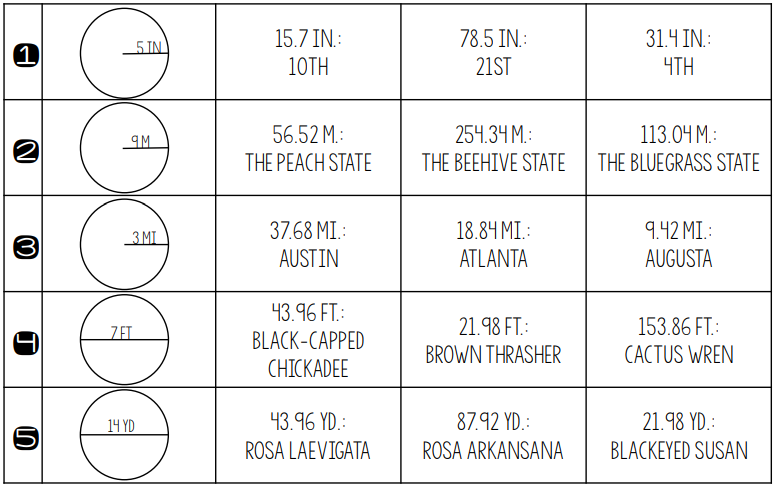 1
5 IN
15.7 IN.:
10TH
78.5 IN.:
21ST
31.4 IN.:
4TH
2
9 M
56.52 M.:
THE PEACH STATE
254.34 M.:
THE BEEHIVE STATE
113.04 M.:
THE BLUEGRASS STATE
3
3 MI
37.68 MI.:
AUSTIN
18.84 MI.:
ATLANTA
9.42 MI.:
AUGUSTA
4
7 FT
43.96 FT.:
BLACK-CAPPED
CHICKADEE
21.98 FT.:
BROWN THRASHER
153.86 FT.:
CACTUS WREN
5
14 YD
43.96 YD.:
ROSA LAEVIGATA
87.92 YD.:
ROSA ARKANSANA
21.98 YD.:
BLACKEYED SUSAN